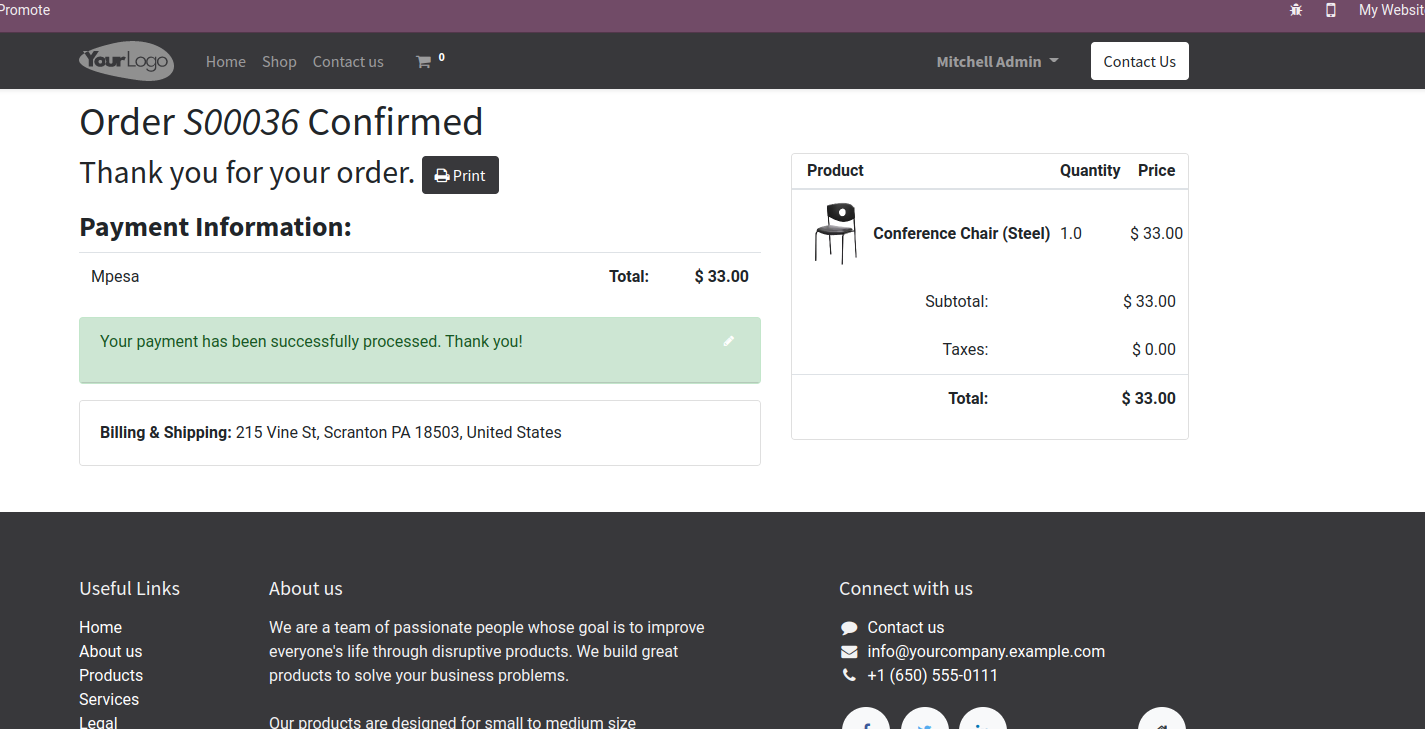 Promote
My Websit
YourLogo
Home Shop Contact us 0
Mitchell Admin
Contact Us
Order S00036 Confirmed
Thank you for your order. Print
Payment Information:
Mpesa Total: $ 33.00
Your payment has been successfully processed. Thank you!
Billing & Shipping: 215 Vine St, Scranton PA 18503, United States
Product Quantity Price
Conference Chair (Steel) 1.0 $ 33.00
Subtotal: $ 33.00
Taxes: $ 0.00
Total: $ 33.00
Useful Links
Home
About us
Products
Services
Legal
About us
We are a team of passionate people whose goal is to improve
everyone's life through disruptive products. We build great
products to solve your business problems.
Our products are designed for small to medium size
Connect with us
Contact us
info@yourcompany.example.com
+1 (650) 555-0111